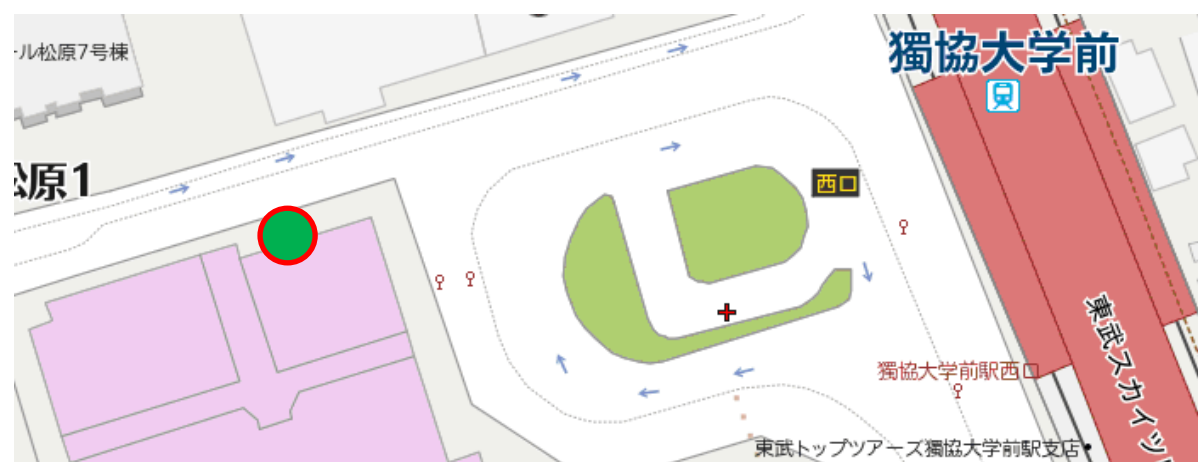 ール松原7号棟
獨協大学前
松原1
西口
獨協大学前駅西口
東武スカイツリ
東武トップツアーズ獨協大学前駅支店